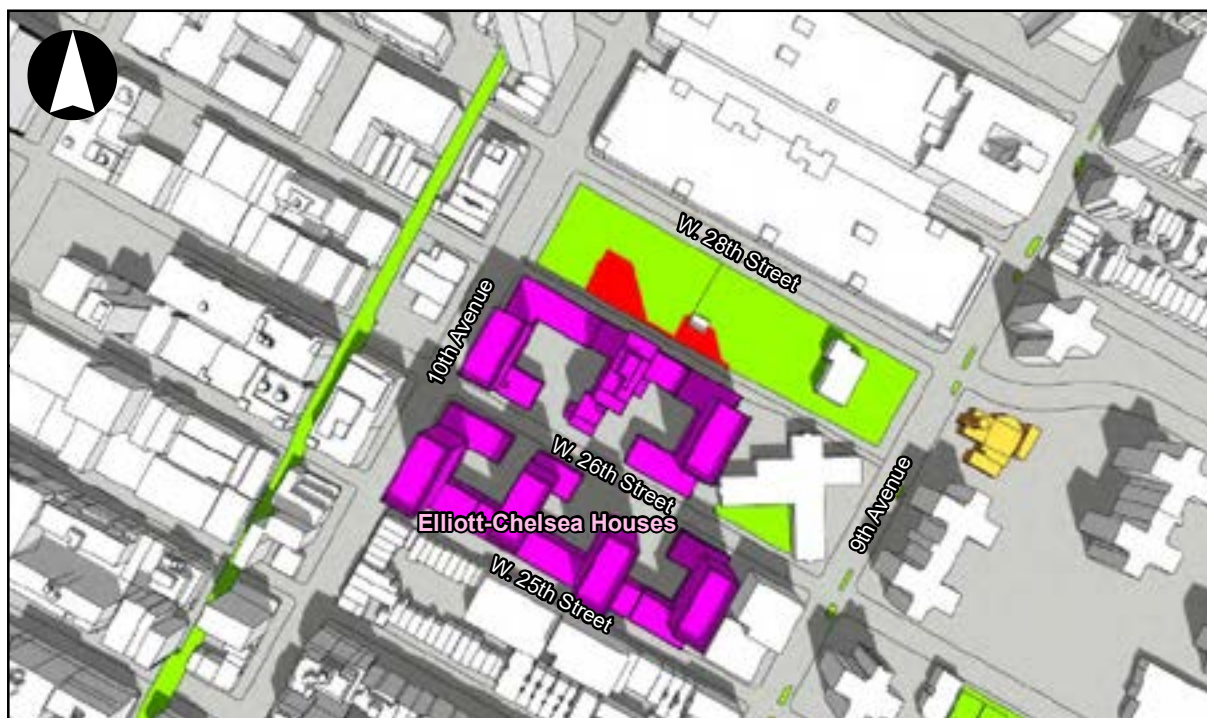 W. 28th Street
10th Avenue
W. 26th Street
9th Avenue
Elliott-Chelsea Houses
W. 25th Street